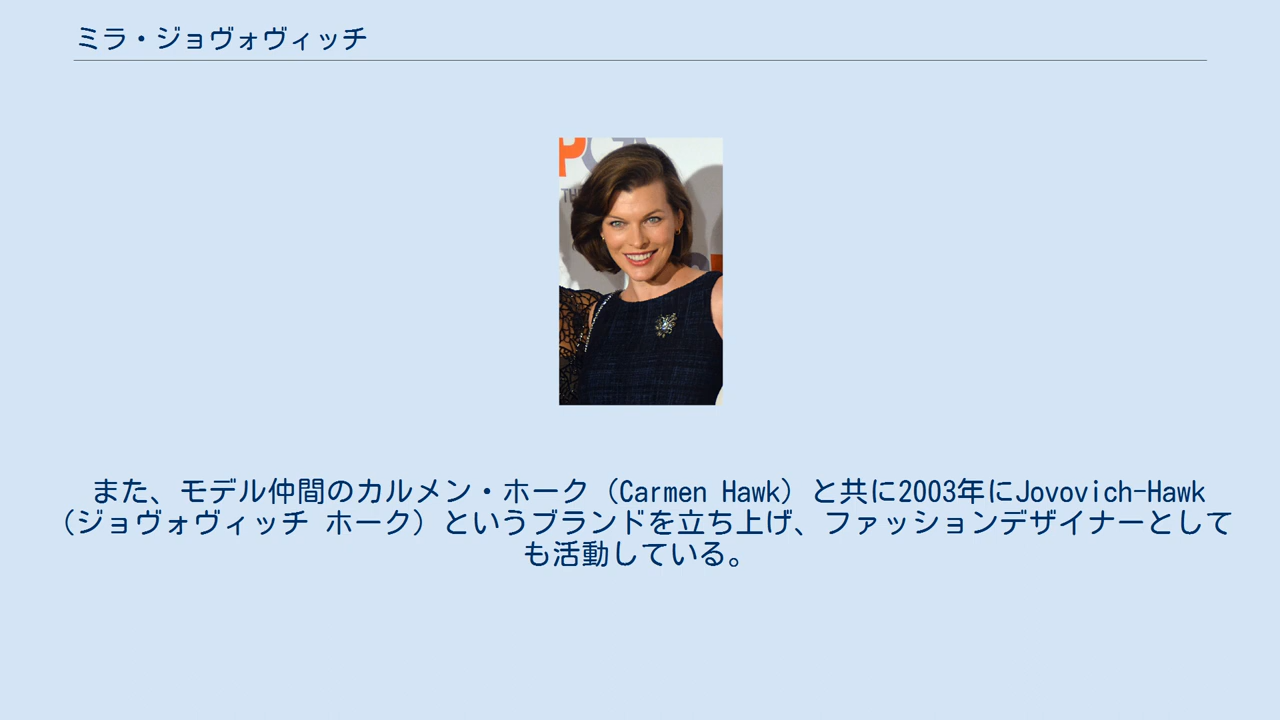 ミラ・ジョヴォヴィッチ
P
TH
また、モデル仲間のカルメン・ホーク（Carmen Hawk）と共に2003年にJovovich-Hawk
（ジョヴォヴィッチ ホーク）というブランドを立ち上げ、ファッションデザイナーとして
も活動している。